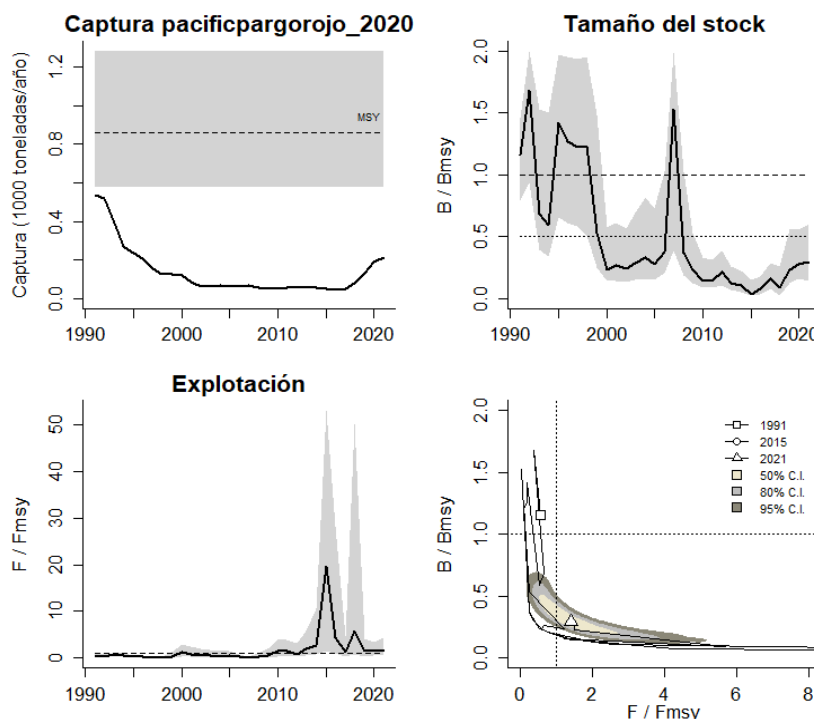 Captura pacificpargorojo_2020
Captura (1000 toneladas/año)
0.0 0.4 0.8 1.2
MSY
1990 2000 2010 2020
Tamaño del stock
B / Bmsy
0.0 0.5 1.0 1.5 2.0
1990 2000 2010 2020
Explotación
F / Fmsy
0 10 20 30 40 50
1990 2000 2010 2020
B / Bmsy
0.0 0.5 1.0 1.5 2.0
1991
2015
2021
50% C.I.
80% C.I.
95% C.I.
0 2 4 6 8
F / Fmsy